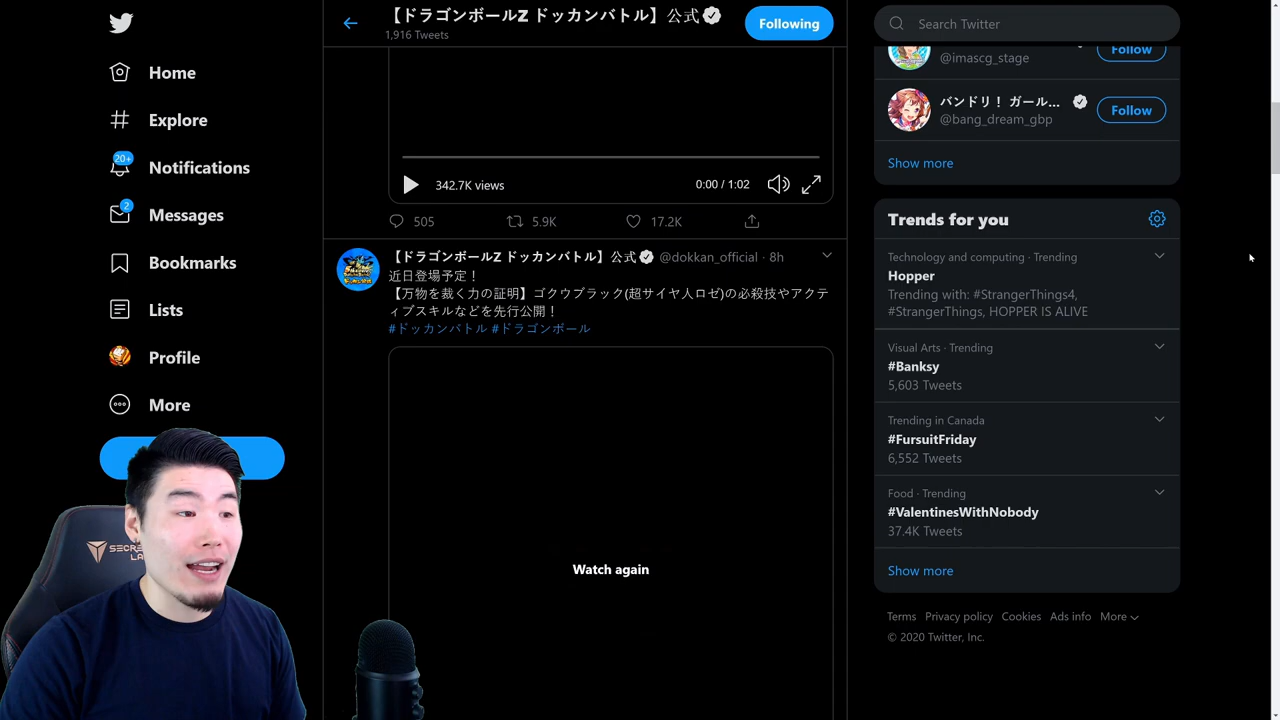 Home
Explore
20+
Notifications
2
Messages
Bookmarks
Lists
Profile
More
SECRE
LA
【ドラゴンボールZ ドッカンバトル】公式
1,916 Tweets
Following
342.7K views
0:00 / 1:02
505
5.9K
17.2K
【ドラゴンボールZ ドッカンバトル】公式 @dokkan_official · 8h
近日登場予定！
【万物を裁く力の証明】ゴクウブラック(超サイヤ人ロゼ)の必殺技やアクテ
ィブスキルなどを先行公開！
#ドッカンバトル #ドラゴンボール
Watch again
Search Twitter
@imascg_stage
Follow
バンドリ！ ガール...
@bang_dream_gbp
Follow
Show more
Trends for you
Technology and computing · Trending
Hopper
Trending with: #StrangerThings4,
#StrangerThings, HOPPER IS ALIVE
Visual Arts · Trending
#Banksy
5,603 Tweets
Trending in Canada
#FursuitFriday
6,552 Tweets
Food · Trending
#ValentinesWithNobody
37.4K Tweets
Show more
Terms Privacy policy Cookies Ads info More
© 2020 Twitter, Inc.